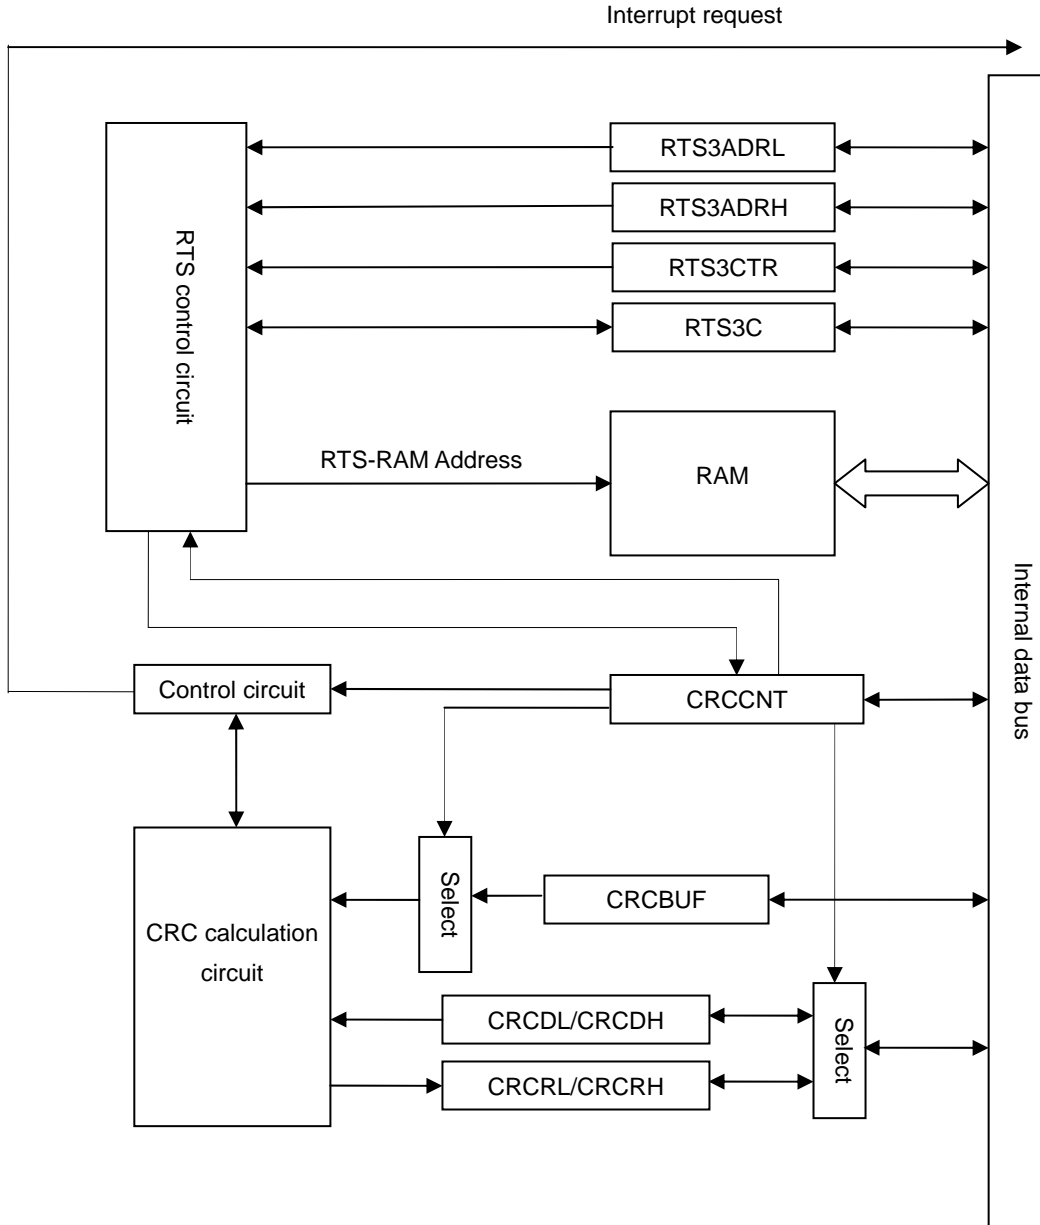 Interrupt request
RTS3ADRL
RTS3ADRH
RTS3CTR
RTS3C
RTS control circuit
RTS-RAM Address
RAM
Internal data bus
Control circuit
CRCCNT
Select
CRCBUF
CRC calculation
circuit
CRCDL/CRCDH
Select
CRCRL/CRCRH